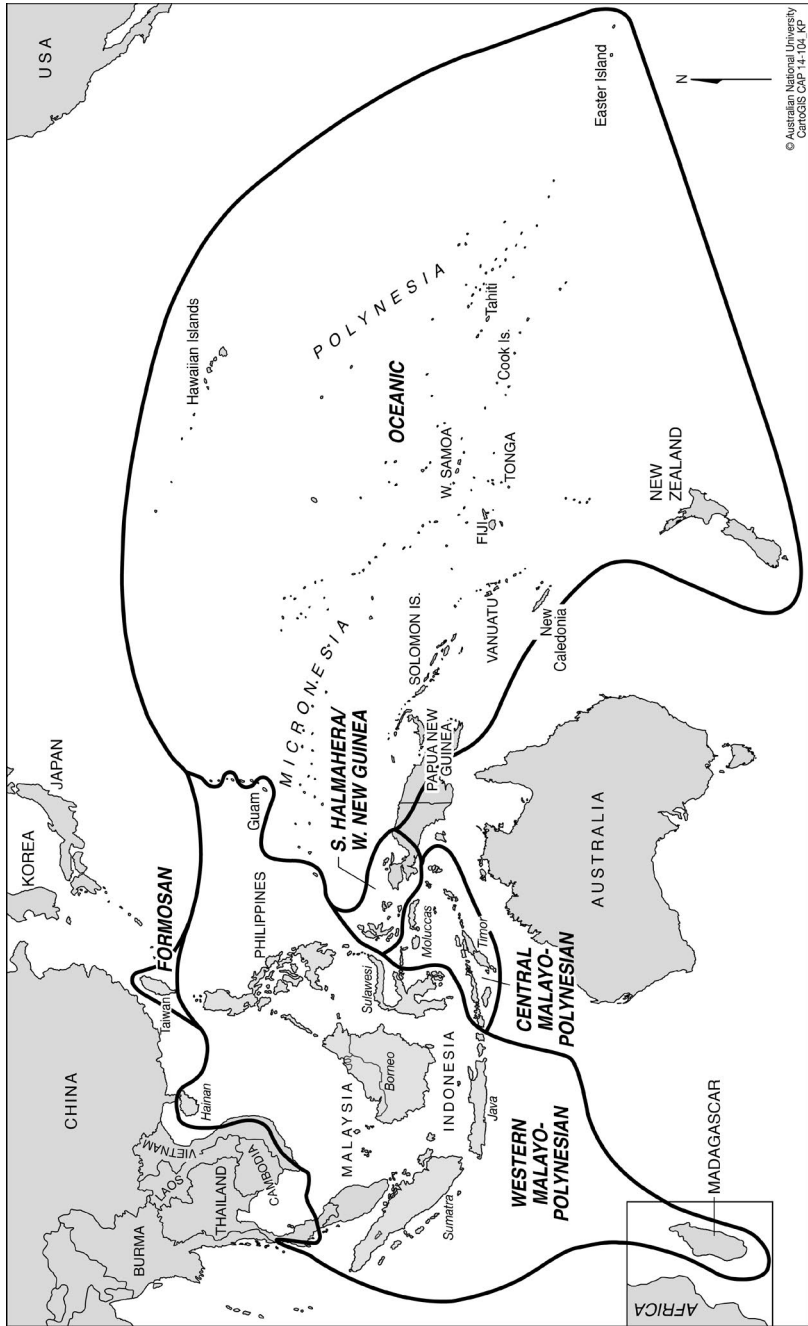 USA
KOREA
JAPAN
CHINA
BURMA
LAOS
VIETNAM
THAILAND
CAMBODIA
Hainan
Taiwan
FORMOSAN
PHILIPPINES
Guam
MICRONESIA
Hawaiian Islands
POLYNESIA
OCEANIC
MALAYSIA
Borneo
Sulawesi
Moluccas
S. HALMAHERA/
W. NEW GUINEA
PAPUA NEW
GUINEA
SOLOMON IS.
W. SAMOA
Sumatra
INDONESIA
Java
Timor
CENTRAL
MALAYO-
POLYNESIAN
WESTERN
MALAYO-
POLYNESIAN
VANUATU
FIJI
TONGA
Cook Is.
Tahiti
New
Caledonia
Easter Island
AUSTRALIA
NEW
ZEALAND
AFRICA
MADAGASCAR
N
© Australian National University
CartoGIS CAP 14-104_KP